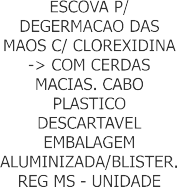 ESCOVA P/
DEGERMACAO DAS
MAOS C/ CLOREXIDINA
-> COM CERDAS
MACIAS. CABO
PLASTICO
DESCARTAVEL
EMBALAGEM
ALUMINIZADA/BLISTER.
REG MS - UNIDADE